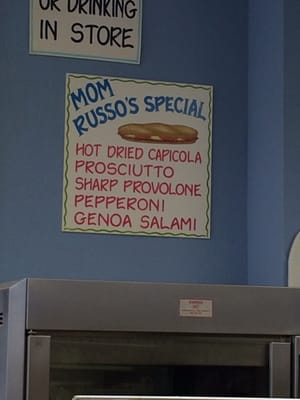 OR DRINKING
IN STORE
MOM
RUSSO'S SPECIAL
HOT DRIED CAPICOLA
PROSCIUTTO
SHARP PROVOLONE
PEPPERONI
GENOA SALAMI